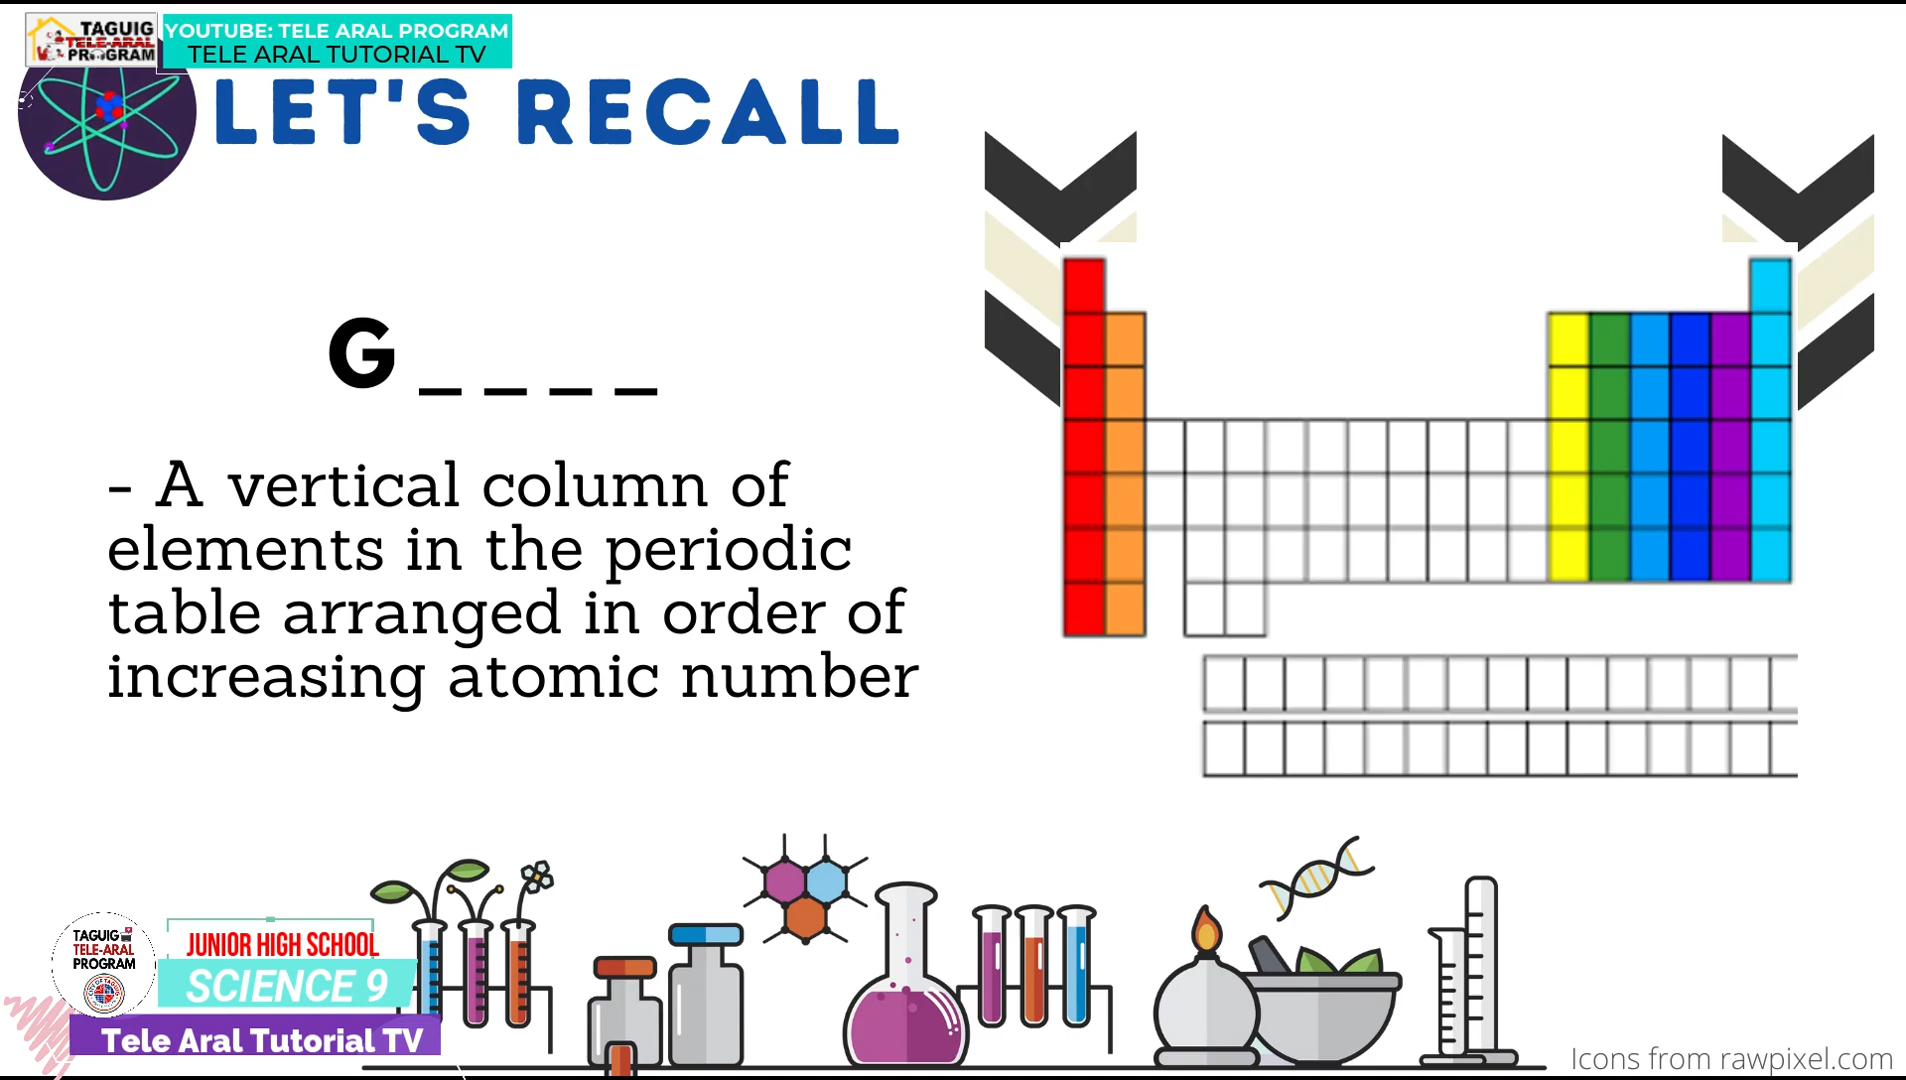 TAGUIG
TELE-ARAL
PROGRAM
YOUTUBE: TELE ARAL PROGRAM
TELE ARAL TUTORIAL TV
LET'S RECALL
G _ _ _ _
- A vertical column of
elements in the periodic
table arranged in order of
increasing atomic number
TAGUIG
TELE-ARAL
PROGRAM
JUNIOR HIGH SCHOOL
SCIENCE 9
Tele Aral Tutorial TV
Icons from rawpixel.com